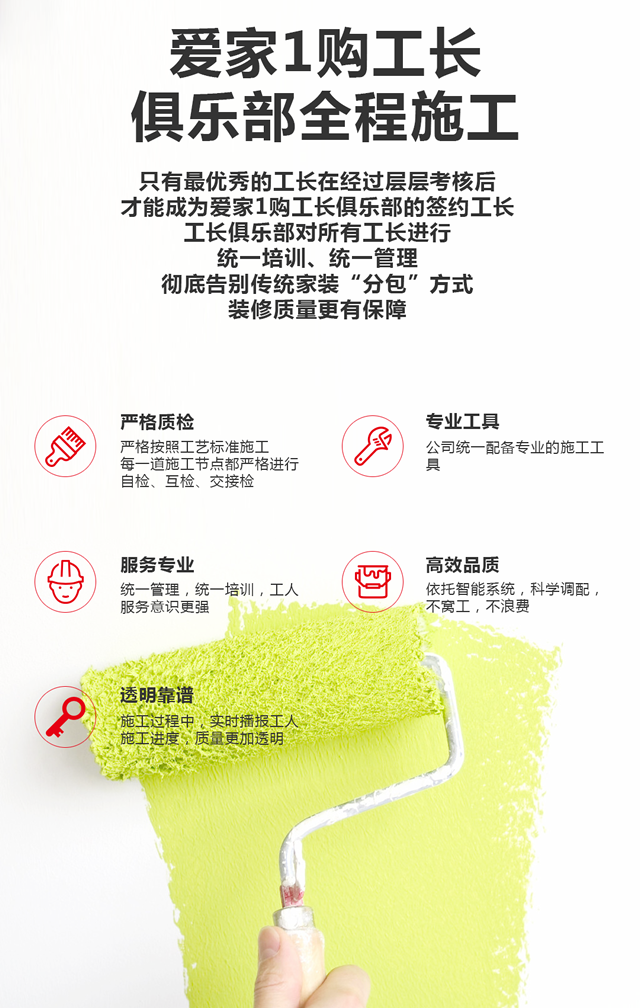 爱家1购工长
俱乐部全程施工
只有最优秀的工长在经过层层考核后
才能成为爱家1购工长俱乐部的签约工长
工长俱乐部对所有工长进行
统一培训、统一管理
彻底告别传统家装“分包”方式
装修质量更有保障
严格质检
严格按照工艺标准施工
每一道施工节点都严格进行
自检、互检、交接检
专业工具
公司统一配备专业的施工工
具
服务专业
统一管理，统一培训，工人
服务意识更强
高效品质
依托智能系统，科学调配，
不窝工，不浪费
透明靠谱
施工过程中，实时播报工人
施工进度，质量更加透明